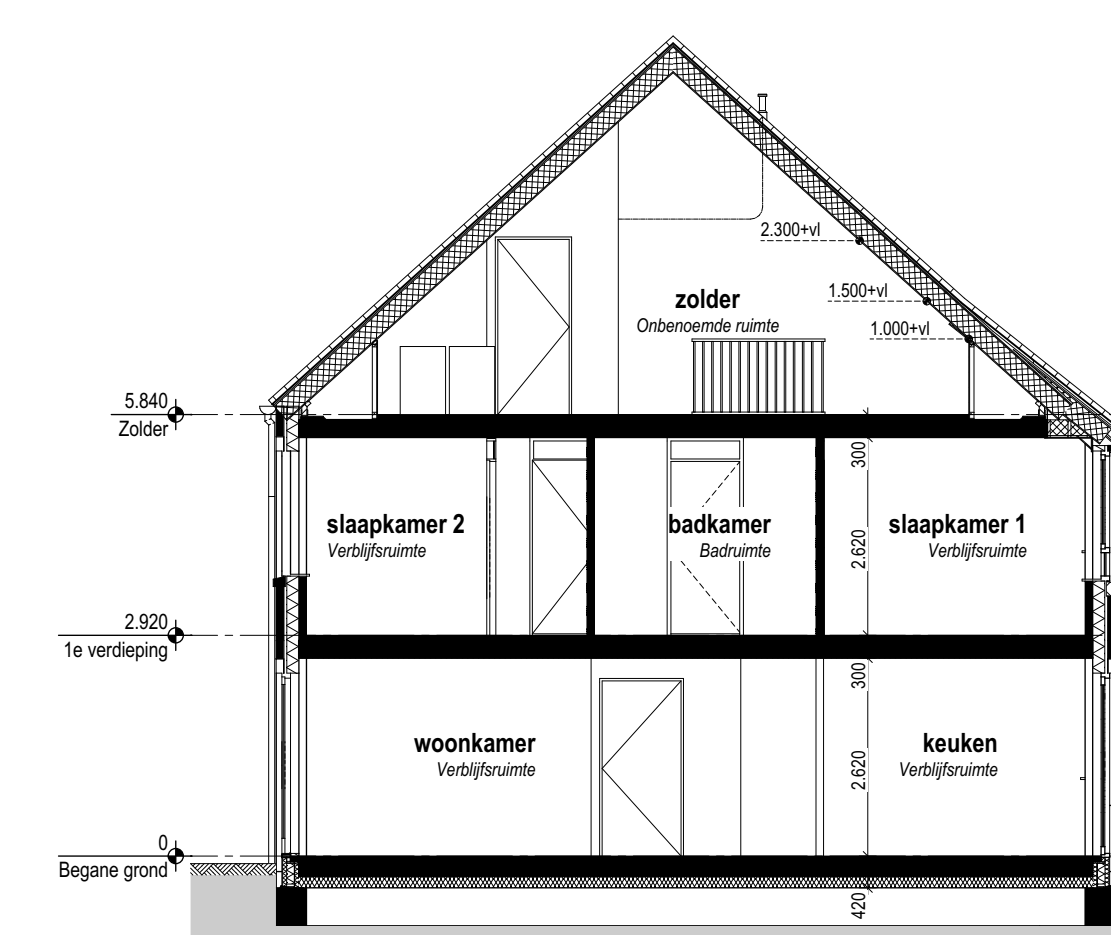 2.300+vl
1.500+vl
zolder
Onbenoemde ruimte
1.000+vl
5.840
Zolder
300
slaapkamer 2
Verblijfsruimte
badkamer
Badruimte
slaapkamer 1
Verblijfsruimte
2.620
2.920
1e verdieping
300
woonkamer
Verblijfsruimte
keuken
Verblijfsruimte
2.620
0
Begane grond
420